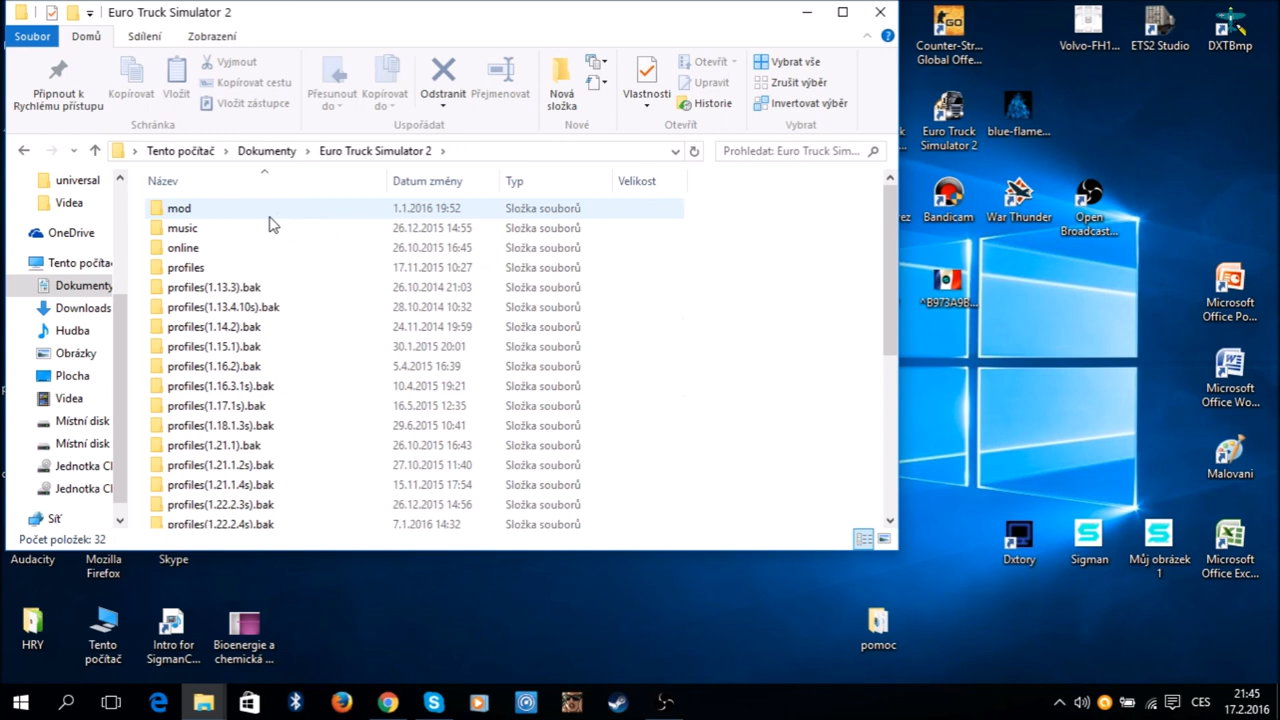 Euro Truck Simulator 2
Soubor
Domů
Sdílení
Zobrazení
Připnout k
Rychlému přístupu
Kopírovat
Vložit
Vyjmout
Kopírovat cestu
Vložit zástupce
Schránka
Přesunout
do
Kopírovat
do
Odstranit
Přejmenovat
Uspořádat
Nová
složka
Nové
Vlastnosti
Otevřít
Upravit
Historie
Otevřít
Vybrat vše
Zrušit výběr
Invertovat výběr
Vybrat
Tento počítač
Dokumenty
Euro Truck Simulator 2
Prohledat: Euro Truck Sim...
universal
Videa
OneDrive
Tento počíta
Dokumenty
Downloads
Hudba
Obrázky
Plocha
Videa
Místní disk
Místní disk
Jednotka C
Jednotka C
Síť
Název
Datum změny
Typ
Velikost
mod 1.1.2016 19:52 Složka souborů
music 26.12.2015 14:55 Složka souborů
online 26.10.2015 16:45 Složka souborů
profiles 17.11.2015 10:27 Složka souborů
profiles(1.13.3).bak 26.10.2014 21:03 Složka souborů
profiles(1.13.4.10s).bak 28.10.2014 10:32 Složka souborů
profiles(1.14.2).bak 24.11.2014 19:59 Složka souborů
profiles(1.15.1).bak 30.1.2015 20:01 Složka souborů
profiles(1.16.2).bak 5.4.2015 16:39 Složka souborů
profiles(1.16.3.1s).bak 10.4.2015 19:21 Složka souborů
profiles(1.17.1s).bak 16.5.2015 12:35 Složka souborů
profiles(1.18.1.3s).bak 29.6.2015 10:41 Složka souborů
profiles(1.21.1).bak 26.10.2015 16:43 Složka souborů
profiles(1.21.1.2s).bak 27.10.2015 11:40 Složka souborů
profiles(1.21.1.4s).bak 15.11.2015 17:54 Složka souborů
profiles(1.22.2.3s).bak 26.12.2015 14:56 Složka souborů
profiles(1.22.2.4s).bak 7.1.2016 14:32 Složka souborů
Počet položek: 32
Counter-Str...
Global Offe...
Volvo-FH1...
ETS2 Studio
DXTBmp
Euro Truck
Simulator 2
blue-flame...
Bandicam
War Thunder
Open
Broadcast...
^B973A9B...
Microsoft
Office Po...
Microsoft
Office Wo...
Malovani
Dxtory
Sigman
Můj obrázek
1
Microsoft
Office Exc...
Audacity
Mozilla
Firefox
Skype
HRY
Tento
počítač
Intro for
SigmanC...
Bioenergie a
chemická ...
pomoc
CES
21:45
17.2.2016